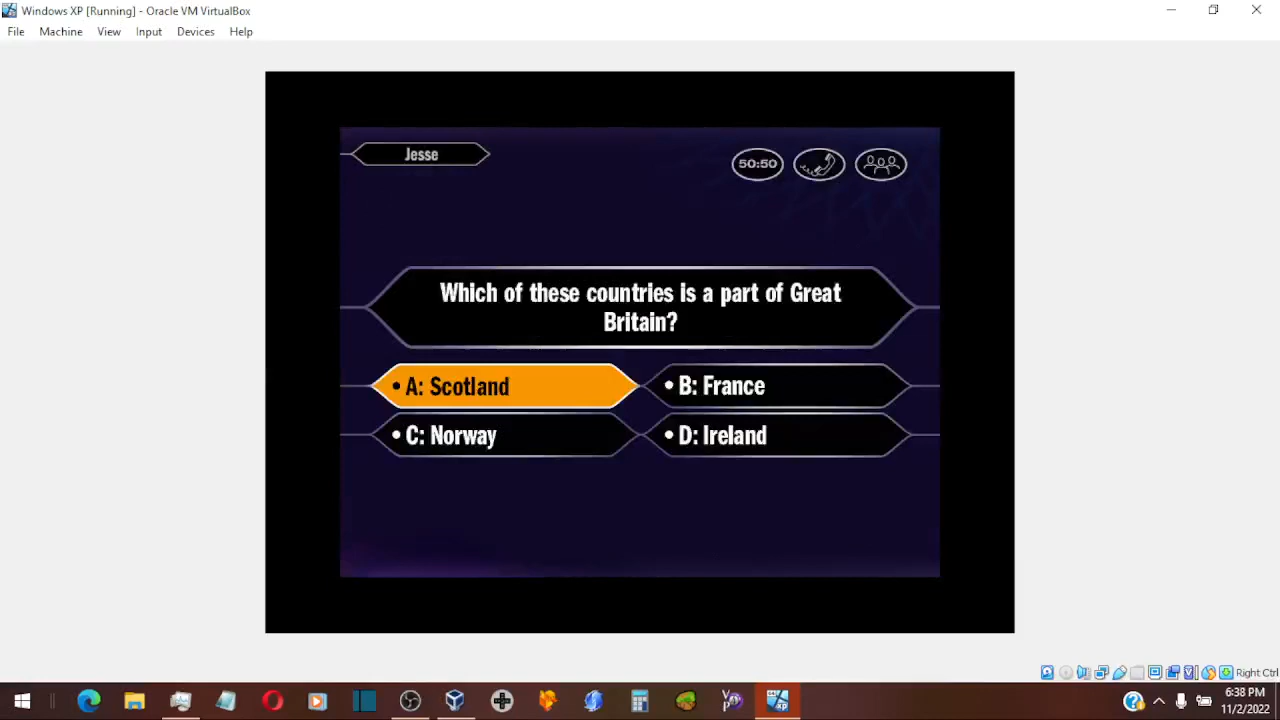 Windows XP [Running] - Oracle VM VirtualBox
File Machine View Input Devices Help
Jesse
50:50
Which of these countries is a part of Great
Britain?
• A: Scotland
• B: France
• C: Norway
• D: Ireland
Right Ctrl
6:38 PM
11/2/2022